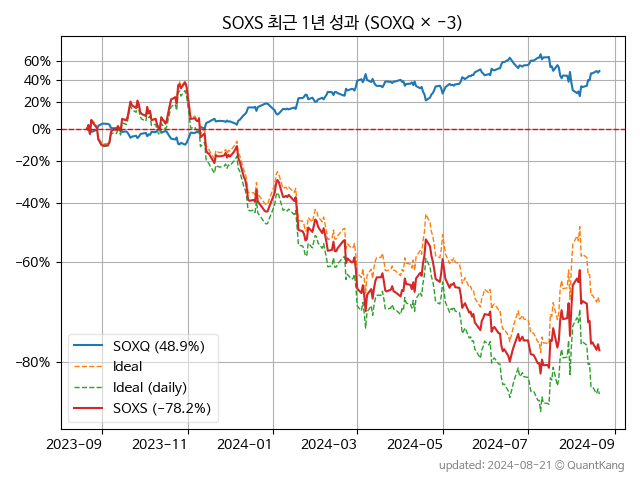 SOXS 최근 1년 성과 (SOXQ × −3)
60%
40%
20%
0%
−20%
−40%
−60%
−80%
SOXQ (48.9%)
Ideal
Ideal (daily)
SOXS (−78.2%)
2023-09
2023-11
2024-01
2024-03
2024-05
2024-07
2024-09
updated: 2024-08-21 © QuantKang